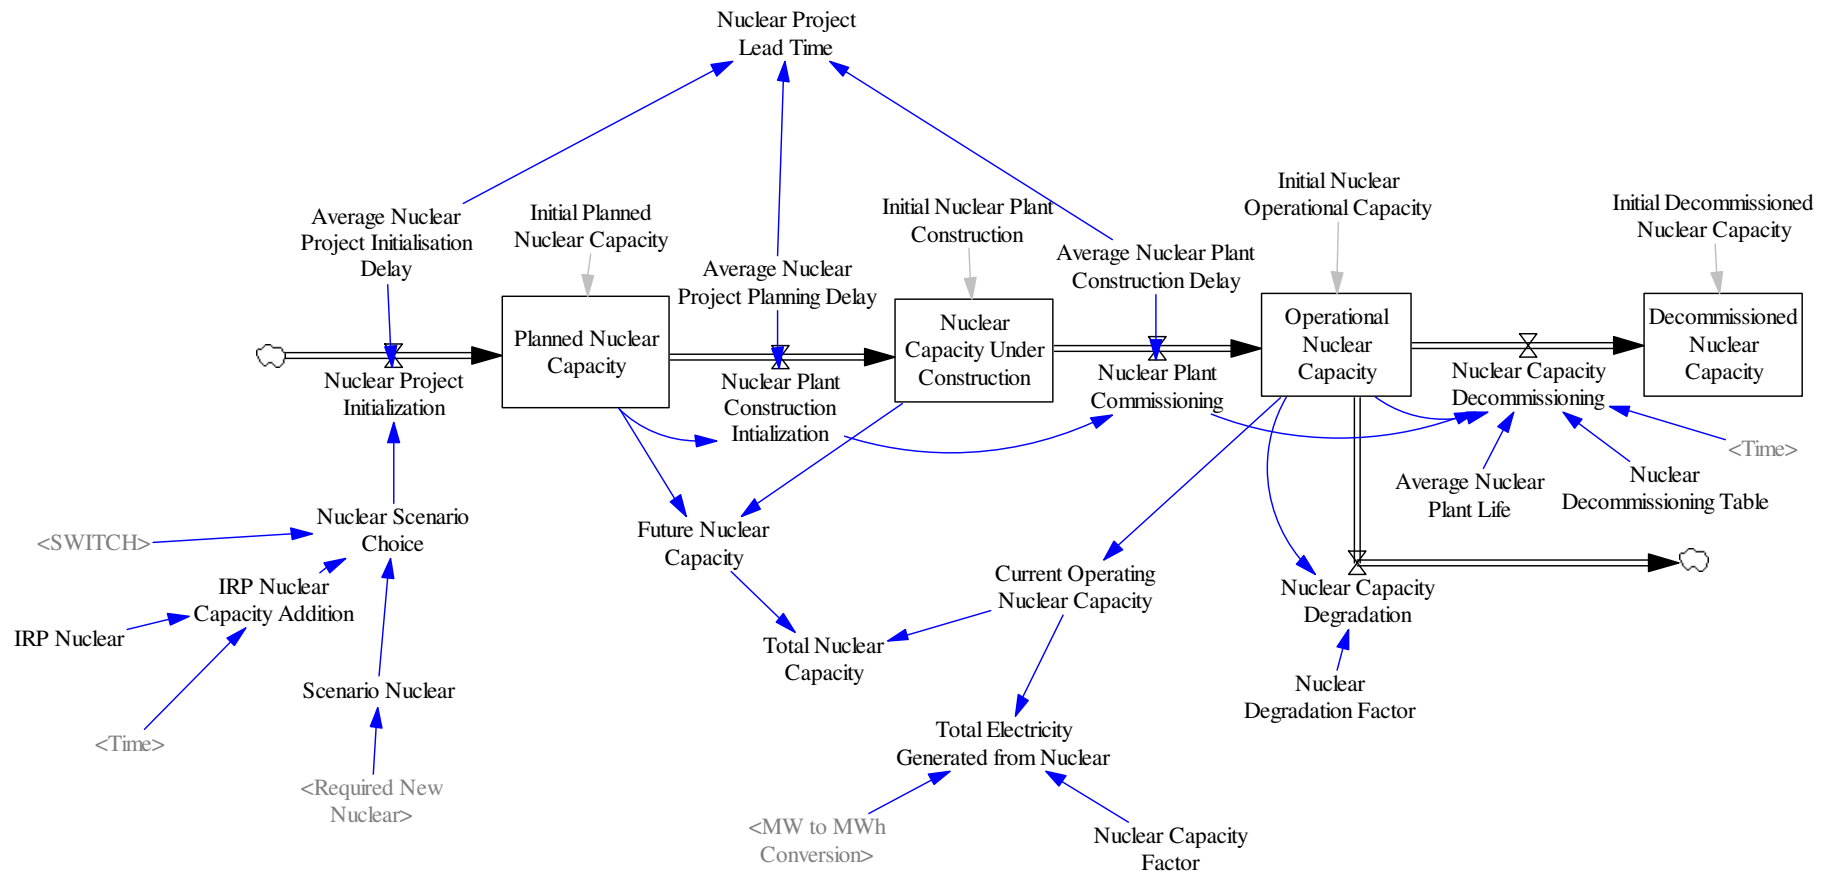 Nuclear Project
Lead Time
Average Nuclear
Project Initialisation
Delay
Initial Planned
Nuclear Capacity
Average Nuclear
Project Planning Delay
Initial Nuclear Plant
Construction
Average Nuclear Plant
Construction Delay
Initial Nuclear
Operational Capacity
Initial Decommissioned
Nuclear Capacity
Planned Nuclear
Capacity
Nuclear
Capacity Under
Construction
Operational
Nuclear
Capacity
Decommissioned
Nuclear
Capacity
Nuclear Project
Initialization
Nuclear Plant
Construction
Intialization
Nuclear Plant
Commissioning
Nuclear Capacity
Decommissioning
<Time>
Average Nuclear
Plant Life
Nuclear
Decommissioning Table
<SWITCH>
Nuclear Scenario
Choice
Future Nuclear
Capacity
IRP Nuclear
Capacity Addition
IRP Nuclear
Current Operating
Nuclear Capacity
Nuclear Capacity
Degradation
Total Nuclear
Capacity
Scenario Nuclear
Nuclear
Degradation Factor
<Time>
Total Electricity
Generated from Nuclear
<Required New
Nuclear>
<MW to MWh
Conversion>
Nuclear Capacity
Factor